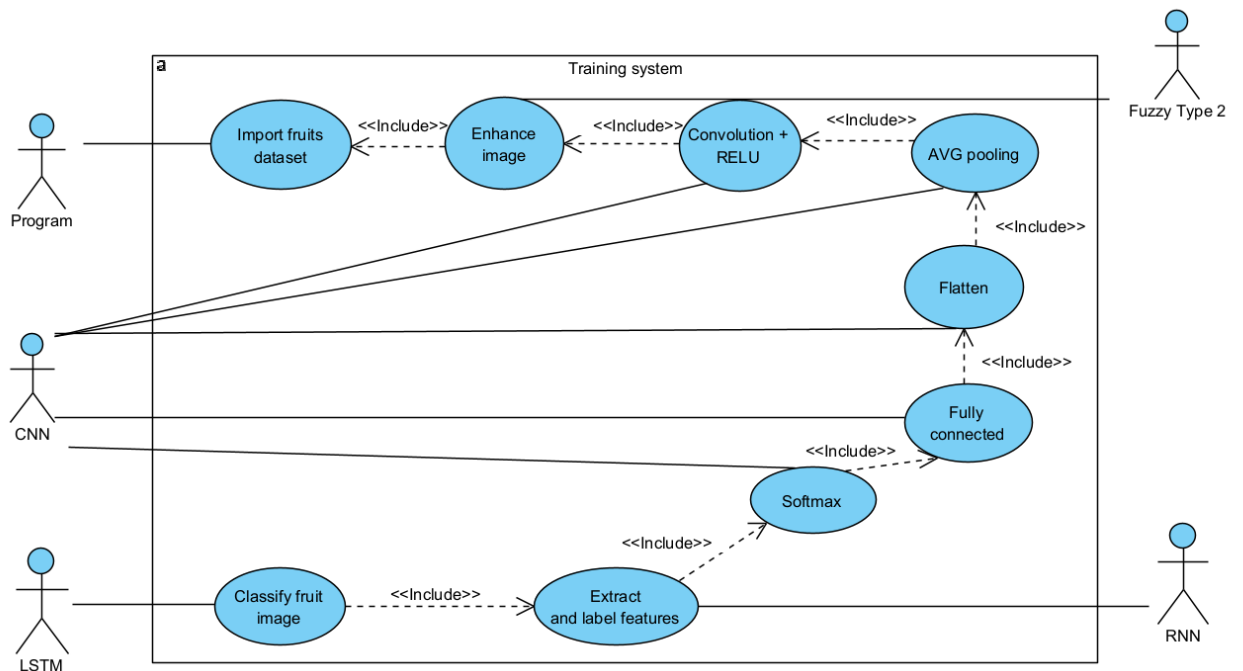 a
Training system
Fuzzy Type 2
Program
Import fruits
dataset
<<Include>>
Enhance
image
<<Include>>
Convolution +
RELU
<<Include>>
AVG pooling
<<Include>>
Flatten
<<Include>>
CNN
Fully
connected
<<Include>>
Softmax
<<Include>>
LSTM
Classify fruit
image
<<Include>>
Extract
and label features
RNN